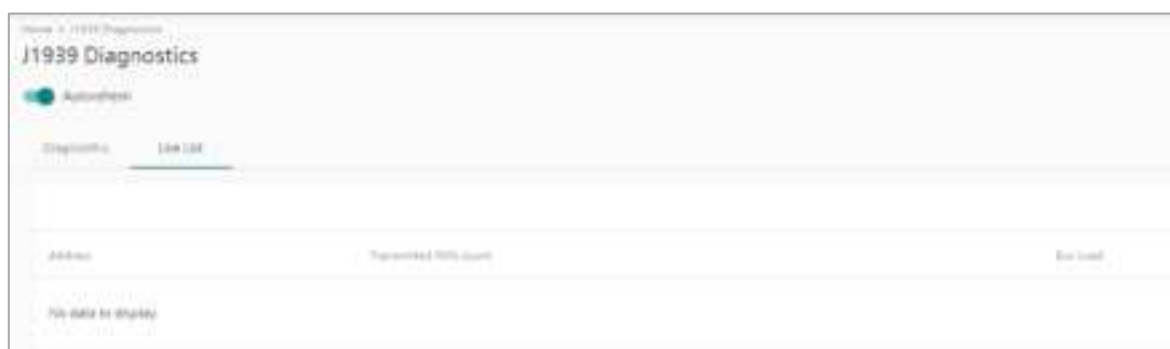 Home > J1939 Diagnostics
J1939 Diagnostics
Autorefresh
Diagnostics Live List
Address Transmitted PGN count Bus Load
No data to display